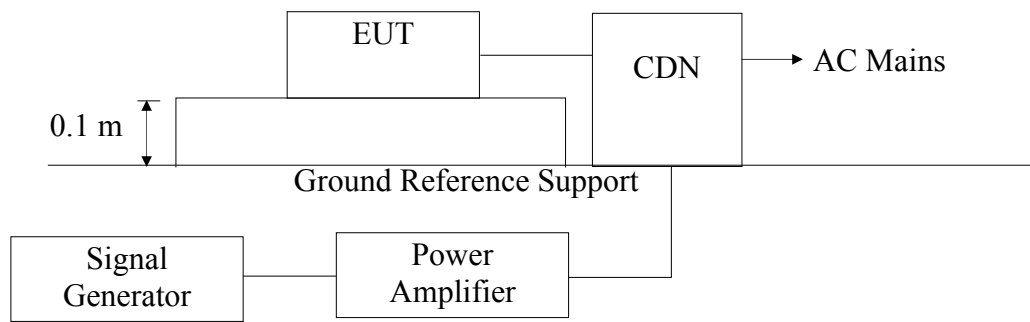 EUT
CDN
AC Mains
0.1 m
Ground Reference Support
Signal
Generator
Power
Amplifier